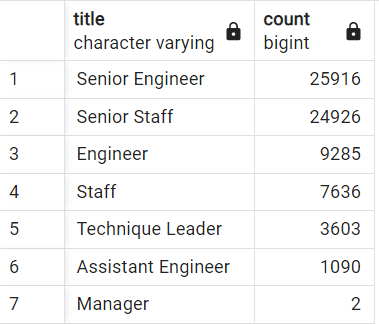 title count
character varying bigint
1 Senior Engineer 25916
2 Senior Staff 24926
3 Engineer 9285
4 Staff 7636
5 Technique Leader 3603
6 Assistant Engineer 1090
7 Manager 2